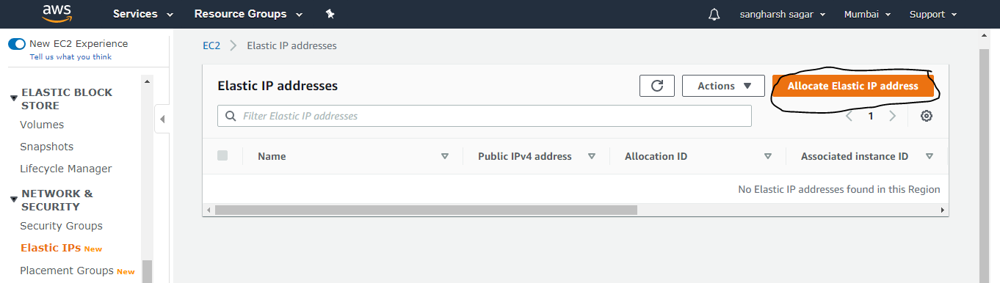 aws Services Resource Groups sangharsh sagar Mumbai Support
New EC2 Experience
Tell us what you think
ELASTIC BLOCK
STORE
Volumes
Snapshots
Lifecycle Manager
NETWORK &
SECURITY
Security Groups
Elastic IPs New
Placement Groups New
EC2 Elastic IP addresses
Elastic IP addresses Actions Allocate Elastic IP address
Filter Elastic IP addresses 1
Name Public IPv4 address Allocation ID Associated instance ID
No Elastic IP addresses found in this Region